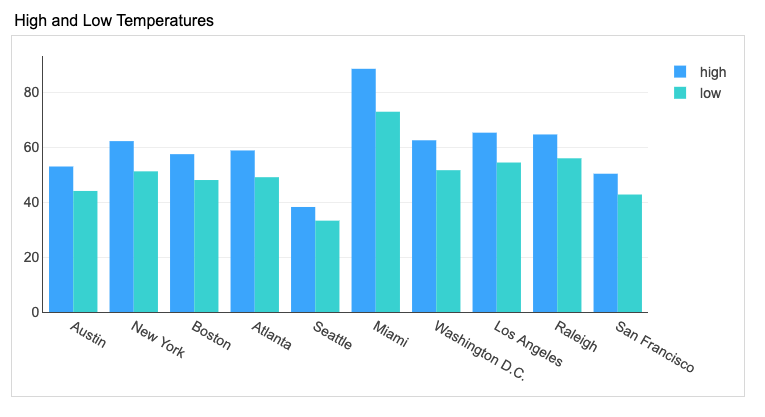 High and Low Temperatures
high
low
80
60
40
20
0
Austin
New York
Boston
Atlanta
Seattle
Miami
Washington D.C.
Los Angeles
Raleigh
San Francisco